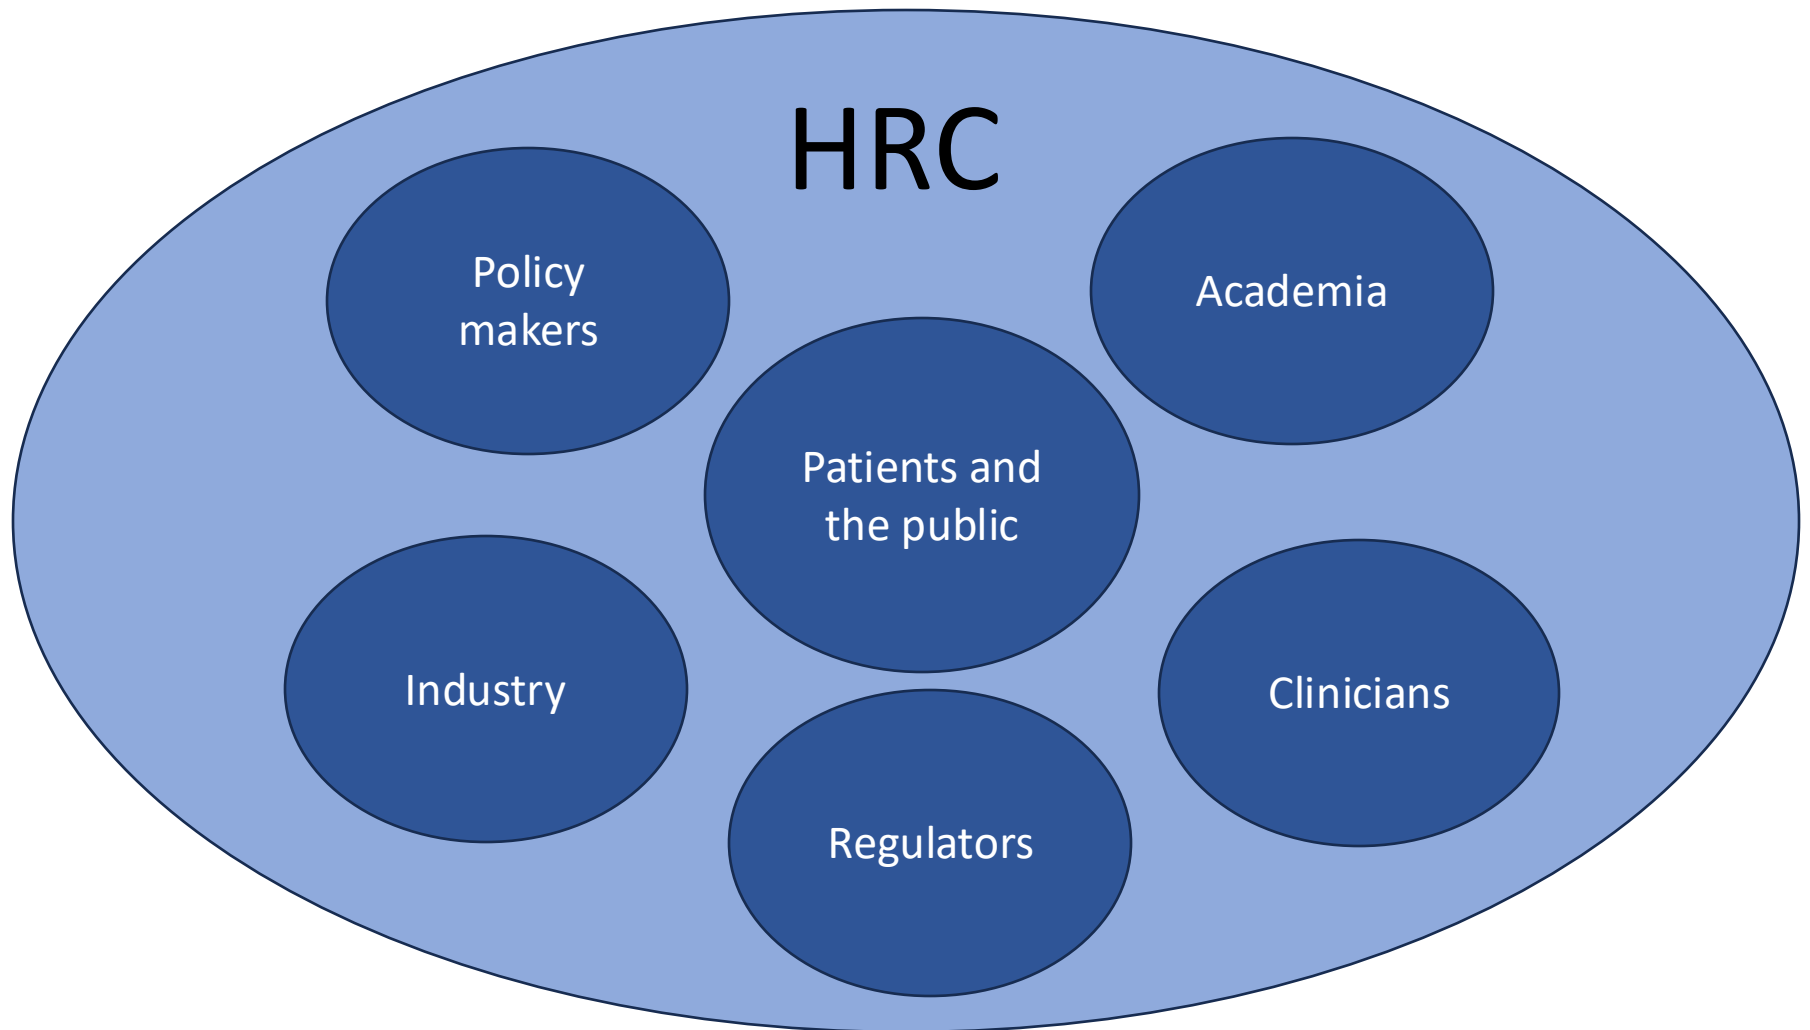 HRC
Policy
makers
Academia
Patients and
the public
Industry
Clinicians
Regulators